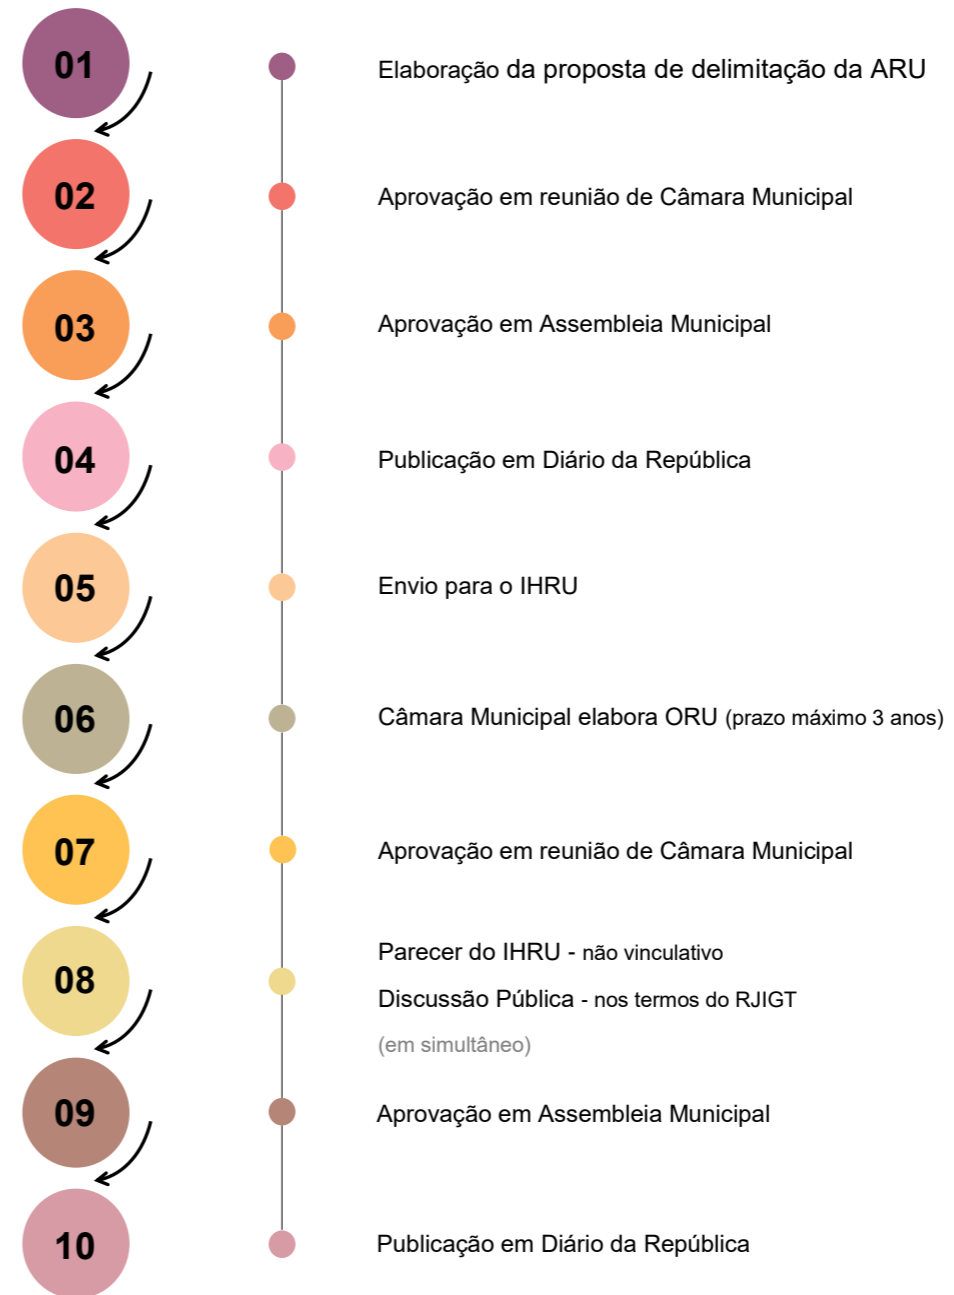 01
Elaboração da proposta de delimitação da ARU
02
Aprovação em reunião de Câmara Municipal
03
Aprovação em Assembleia Municipal
04
Publicação em Diário da República
05
Envio para o IHRU
06
Câmara Municipal elabora ORU (prazo máximo 3 anos)
07
Aprovação em reunião de Câmara Municipal
08
Parecer do IHRU - não vinculativo
Discussão Pública - nos termos do RJIGT
(em simultâneo)
09
Aprovação em Assembleia Municipal
10
Publicação em Diário da República